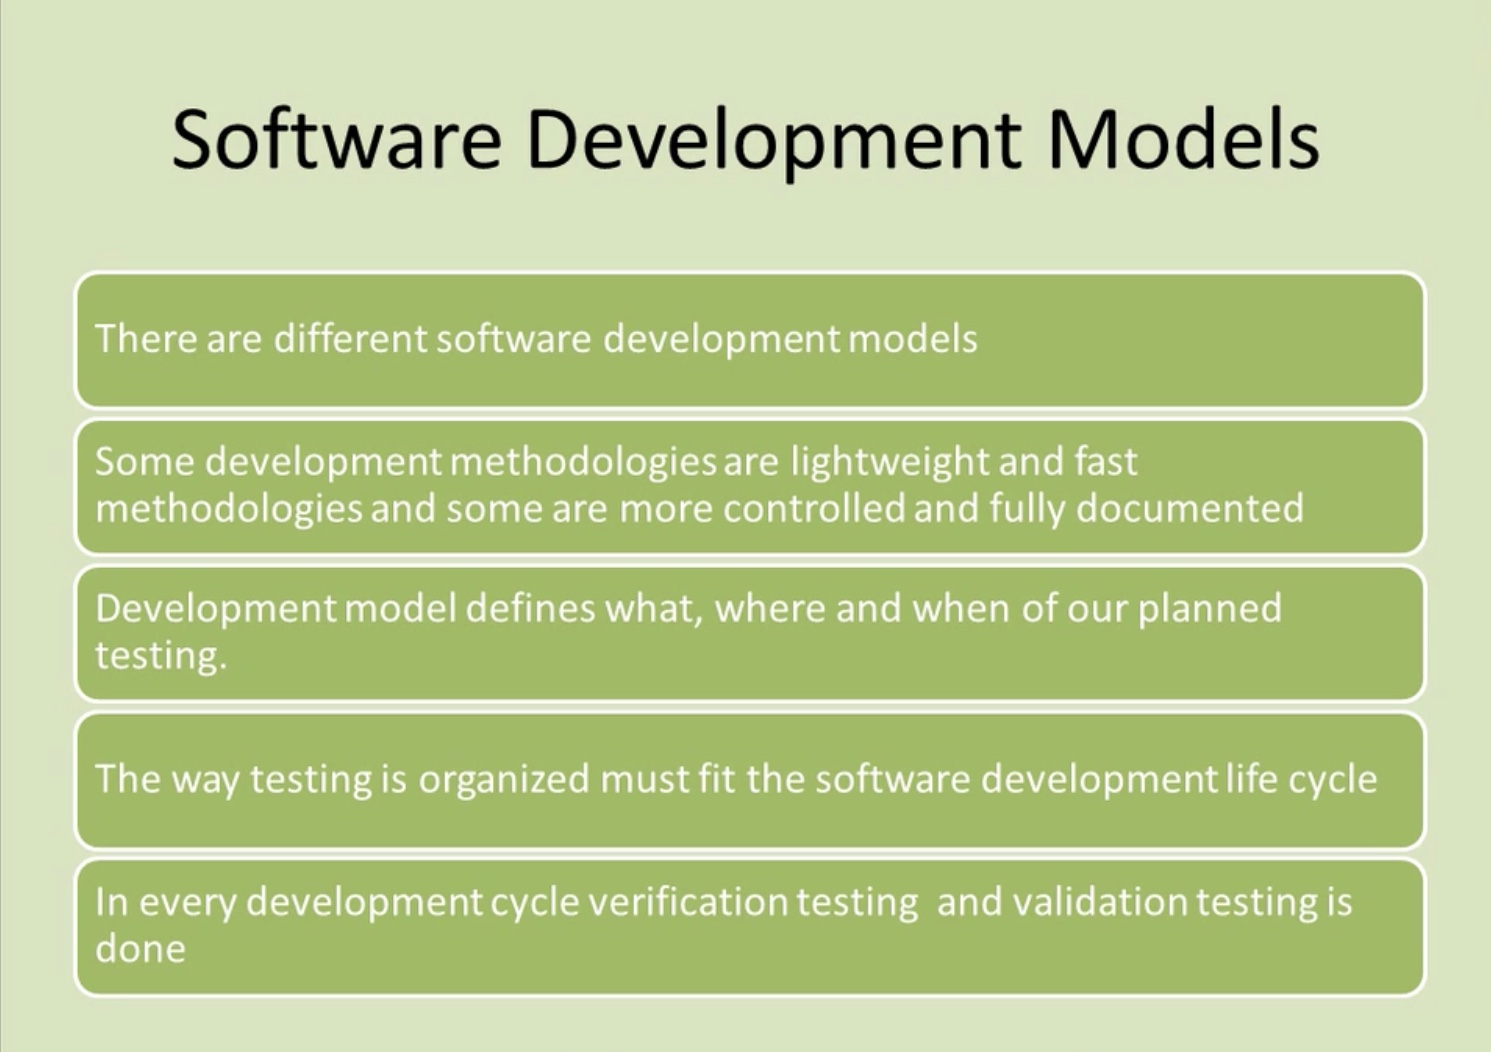 Software Development Models
There are different software development models
Some development methodologies are lightweight and fast
methodologies and some are more controlled and fully documented
Development model defines what, where and when of our planned
testing.
The way testing is organized must fit the software development life cycle
In every development cycle verification testing  and validation testing is
done